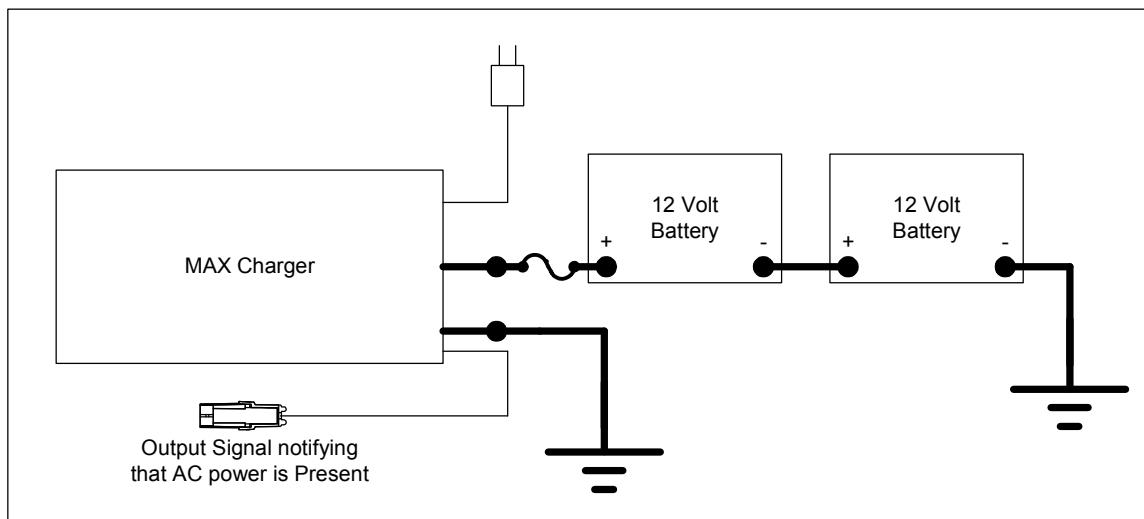 12 Volt
Battery
+
-
12 Volt
Battery
+
-
MAX Charger
Output Signal notifying
that AC power is Present